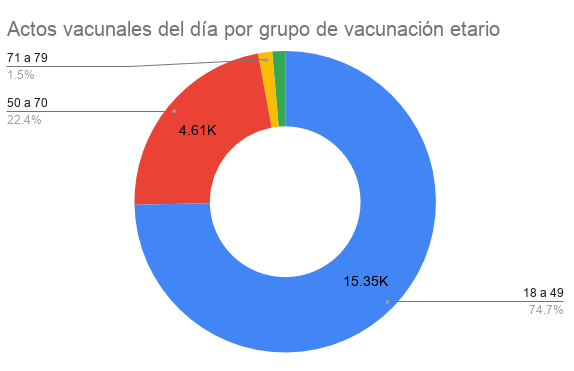 Actos vacunales del día por grupo de vacunación etario
71 a 79
1.5%
50 a 70
22.4%
4.61K
15.35K
18 a 49
74.7%